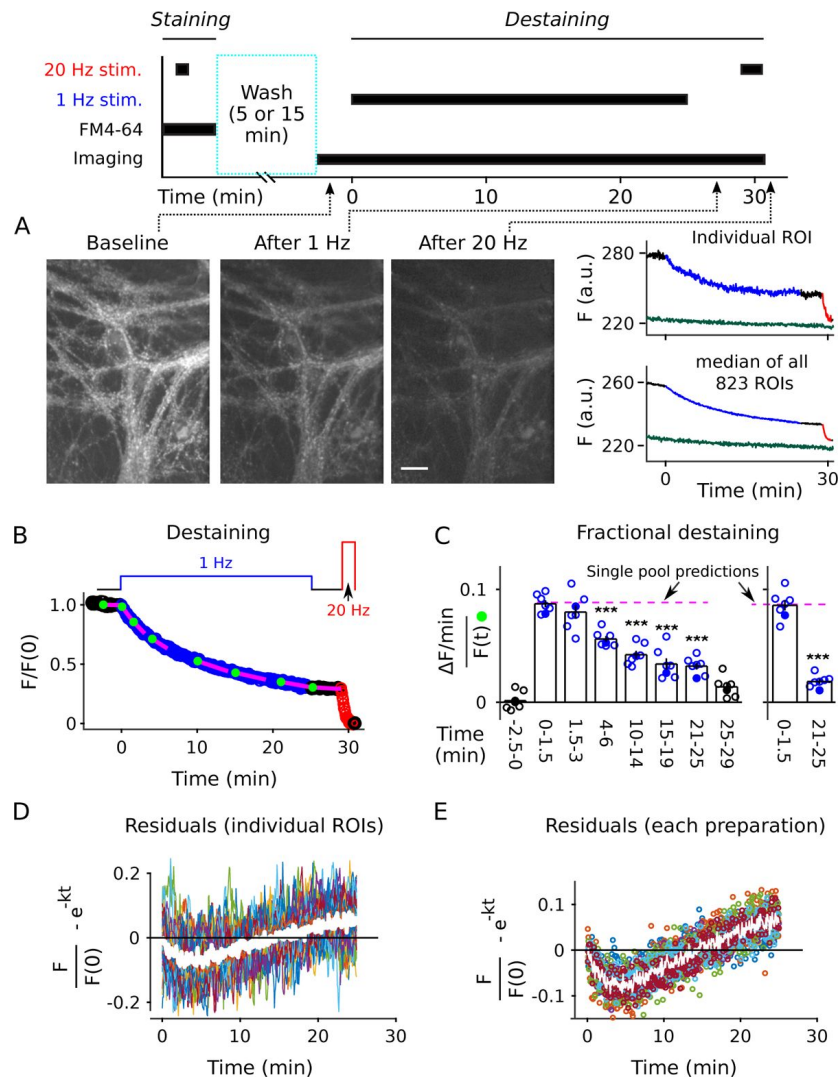 Staining
Destaining
20 Hz stim.
1 Hz stim.
FM4-64
Imaging
Wash
(5 or 15
min)
Time (min)
0
10
20
30
A
Baseline
After 1 Hz
After 20 Hz
Individual ROI
280
F (a.u.)
220
median of all
823 ROIs
260
F (a.u.)
220
0
30
Time (min)
B
Destaining
1 Hz
20 Hz
1.0
0.5
0
F/F(0)
0
10
20
30
Time (min)
C
Fractional destaining
Single pool predictions
0.1
0
ΔF/min
F(t)
***
***
***
***
***
Time
(min)
-2.5-0
0-1.5
1.5-3
4-6
10-14
15-19
21-25
25-29
0-1.5
21-25
D
Residuals (individual ROIs)
0.2
0
-0.2
F
F(0)
- e-kt
0
10
20
30
Time (min)
E
Residuals (each preparation)
0.1
0
-0.1
F
F(0)
- e-kt
0
10
20
30
Time (min)